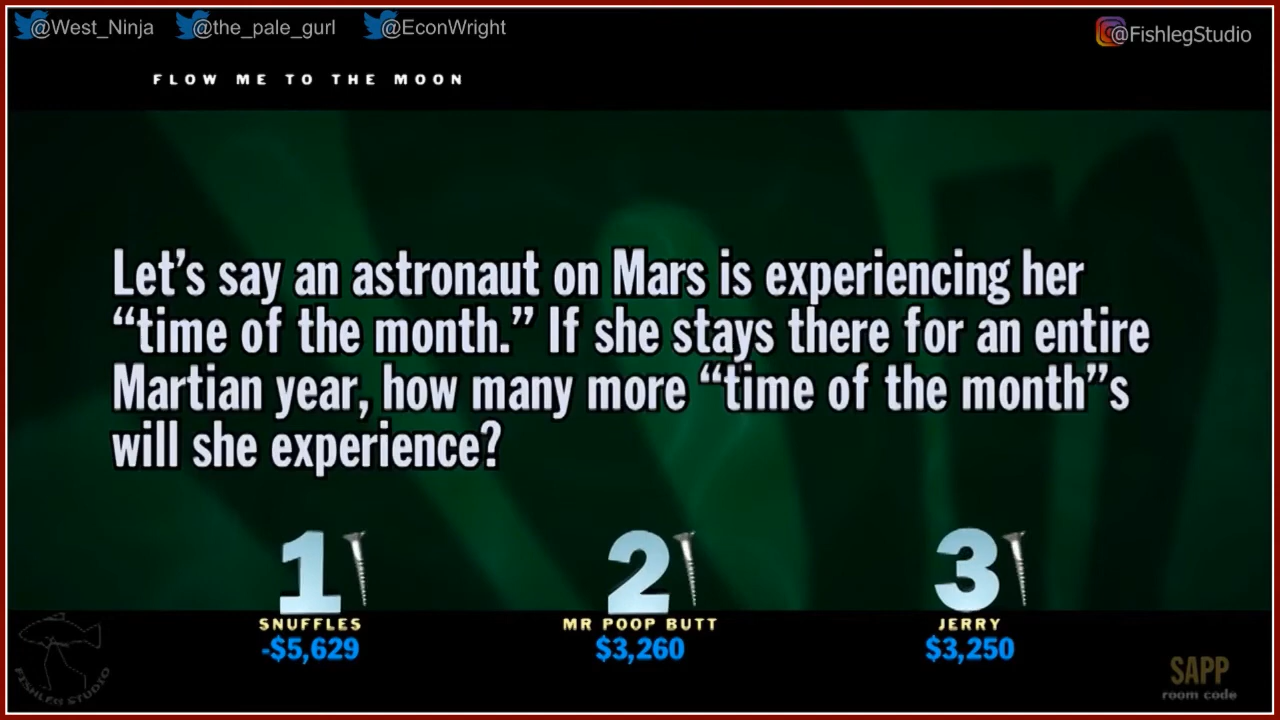 @West_Ninja @the_pale_gurl @EconWright @FishlegStudio
FLOW ME TO THE MOON
Let’s say an astronaut on Mars is experiencing her
“time of the month.” If she stays there for an entire
Martian year, how many more “time of the month”s
will she experience?
1 2 3
SNUFFLES MR POOP BUTT JERRY
-$5,629 $3,260 $3,250
FISHLEG STUDIO
SAPP
room code